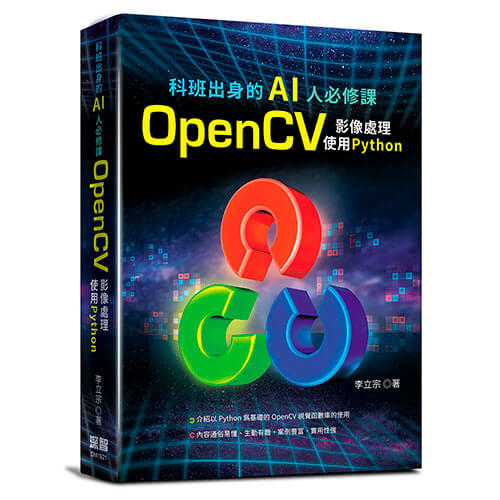 科班出身的 AI 人必修課
OpenCV 影像處理
使用Python
李立宗◎著
介紹以 Python 為基礎的 OpenCV 視覺函數庫的使用
內容通俗易懂、生動有趣，案例豐富、實用性強
科班出身的
AI
人必修課
OpenCV
影像處理
使用Python
李立宗◎著
深智
DM1921